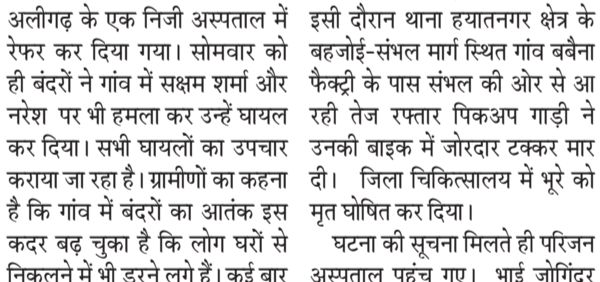 अलीगढ़ के एक निजी अस्पताल में
रेफर कर दिया गया। सोमवार को
ही बंदरों ने गांव में सक्षम शर्मा और
नरेश पर भी हमला कर उन्हें घायल
कर दिया। सभी घायलों का उपचार
कराया जा रहा है। ग्रामीणों का कहना
है कि गांव में बंदरों का आतंक इस
कदर बढ़ चुका है कि लोग घरों से
निकलने में भी डरने लगे हैं। कई बार
इसी दौरान थाना हयातनगर क्षेत्र के
बहजोई-संभल मार्ग स्थित गांव बबैना
फैक्ट्री के पास संभल की ओर से आ
रही तेज रफ्तार पिकअप गाड़ी ने
उनकी बाइक में जोरदार टक्कर मार
दी। जिला चिकित्सालय में भूरे को
मृत घोषित कर दिया।
घटना की सूचना मिलते ही परिजन
अस्पताल पहुंच गए। भाई जोगिंदर